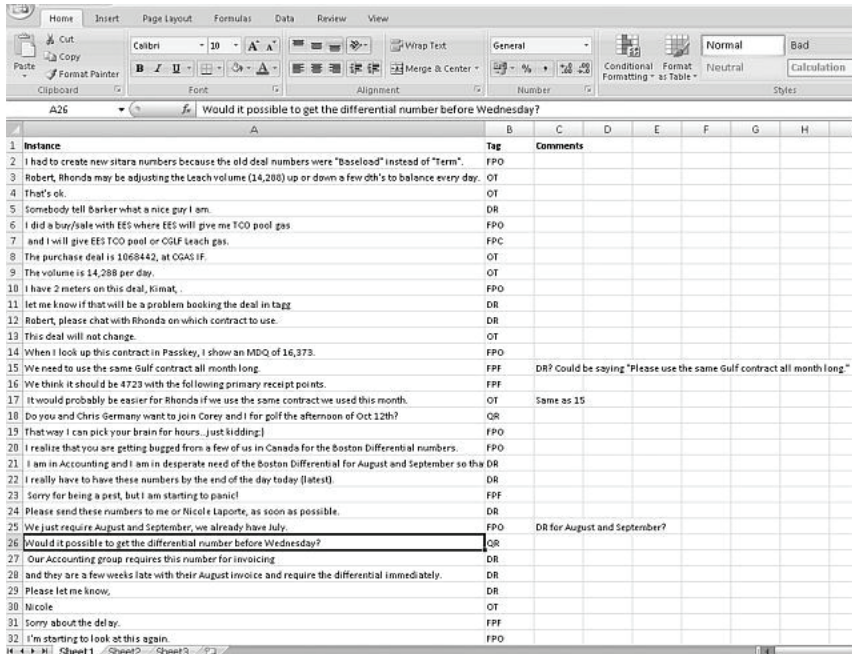 Home Insert Page Layout Formulas Data Review View
Cut
Copy
Format Painter
Paste
Calibri 10 A A
B I U A
Wrap Text
Merge & Center
General
$ % ,
Conditional Formatting
Format as Table
Normal Bad
Neutral Calculation
Clipboard Font Alignment Number Styles
A26 fx Would it possible to get the differential number before Wednesday?
A B C D E F G H
1 Instance Tag Comments
2 I had to create new sitara numbers because the old deal numbers were "Baseload" instead of "Term". FPO
3 Robert, Rhonda may be adjusting the Leach volume (14,288) up or down a few dth's to balance every day. OT
4 That's ok. OT
5 Somebody tell Barker what a nice guy I am. DR
6 I did a buy/sale with EES where EES will give me TCO pool gas FPO
7 and I will give EES TCO pool or CGLF Leach gas. FPC
8 The purchase deal is 1068442, at CGAS IF. OT
9 The volume is 14,288 per day. OT
10 I have 2 meters on this deal, Kimat, . FPO
11 let me know if that will be a problem booking the deal in tagg DR
12 Robert, please chat with Rhonda on which contract to use. DR
13 This deal will not change. OT
14 When I look up this contract in Passkey, I show an MDQ of 16,373. FPO
15 We need to use the same Gulf contract all month long. FPF DR? Could be saying "Please use the same Gulf contract all month long."
16 We think it should be 4723 with the following primary receipt points. FPF
17 It would probably be easier for Rhonda if we use the same contract we used this month. OT Same as 15
18 Do you and Chris Germany want to join Corey and I for golf the afternoon of Oct 12th? QR
19 That way I can pick your brain for hours...just kidding:) FPO
20 I realize that you are getting bugged from a few of us in Canada for the Boston Differential numbers. FPO
21 I am in Accounting and I am in desperate need of the Boston Differential for August and September so tha DR
22 I really have to have these numbers by the end of the day today (latest). DR
23 Sorry for being a pest, but I am starting to panic! FPF
24 Please send these numbers to me or Nicole Laporte, as soon as possible. DR
25 We just require August and September, we already have July. FPO DR for August and September?
26 Would it possible to get the differential number before Wednesday? QR
27 Our Accounting group requires this number for invoicing DR
28 and they are a few weeks late with their August invoice and require the differential immediately. DR
29 Please let me know, DR
30 Nicole OT
31 Sorry about the delay. FPF
32 I'm starting to look at this again. FPO
Sheet1 Sheet2 Sheet3